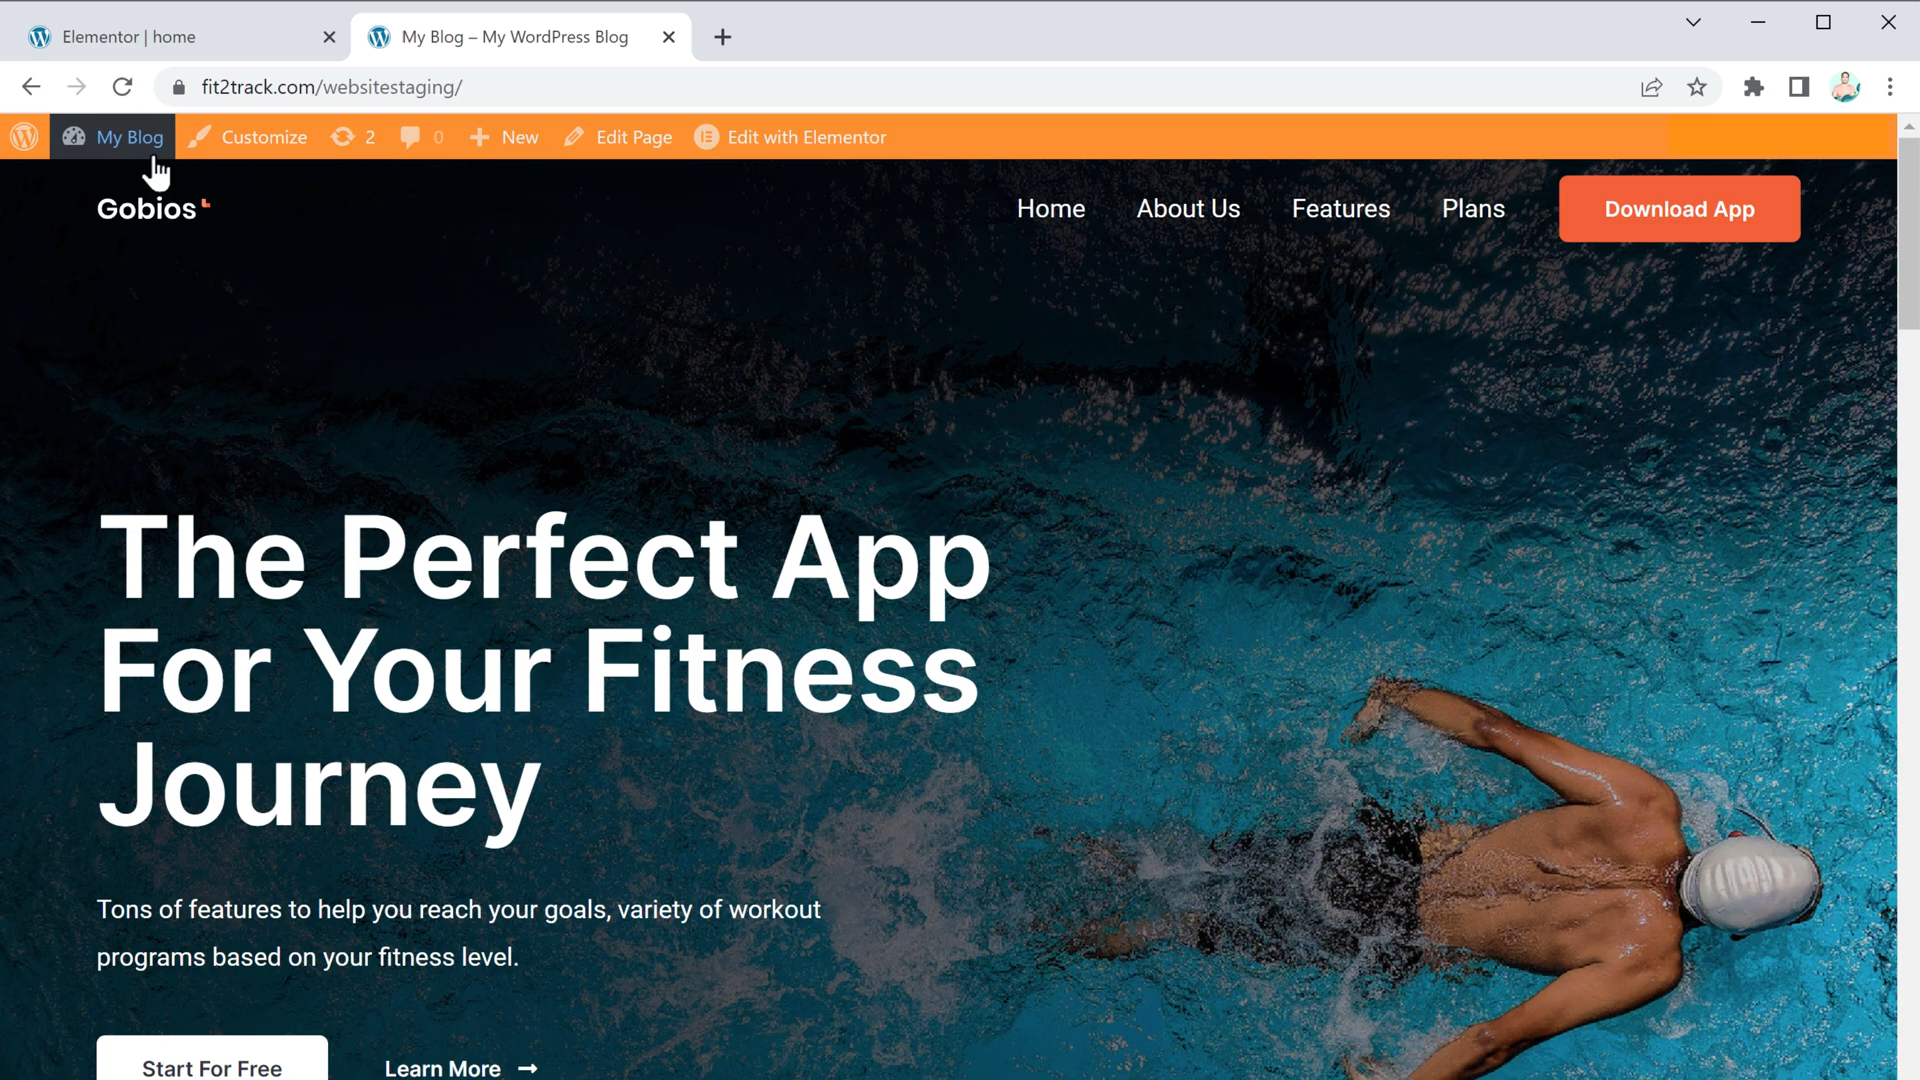 Elementor | home
My Blog – My WordPress Blog
fit2track.com/websitestaging/
My Blog
Customize
2
0
New
Edit Page
Edit with Elementor
Gobios
Home
About Us
Features
Plans
Download App
The Perfect App
For Your Fitness
Journey
Tons of features to help you reach your goals, variety of workout
programs based on your fitness level.
Start For Free
Learn More →